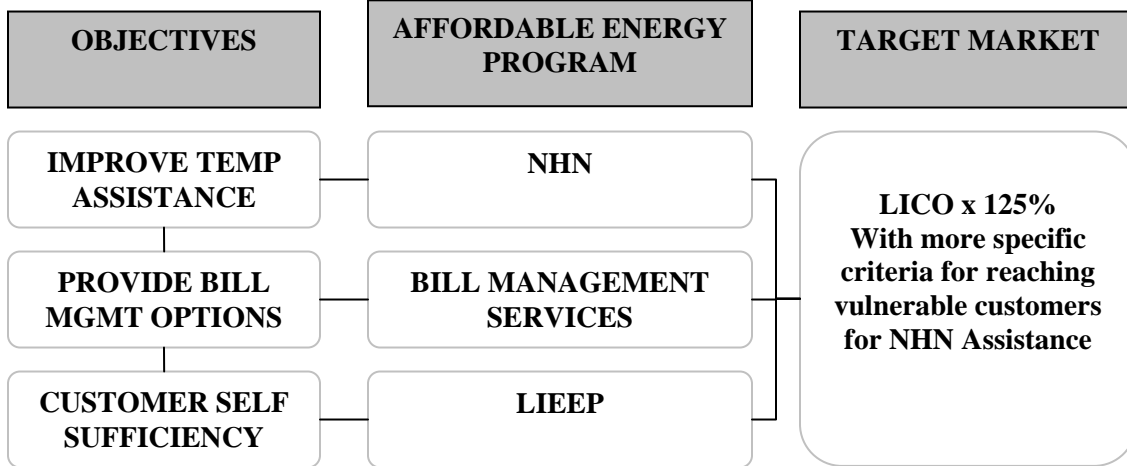 OBJECTIVES
AFFORDABLE ENERGY
PROGRAM
TARGET MARKET
IMPROVE TEMP
ASSISTANCE
NHN
PROVIDE BILL
MGMT OPTIONS
BILL MANAGEMENT
SERVICES
CUSTOMER SELF
SUFFICIENCY
LIEEP
LICO x 125%
With more specific
criteria for reaching
vulnerable customers
for NHN Assistance